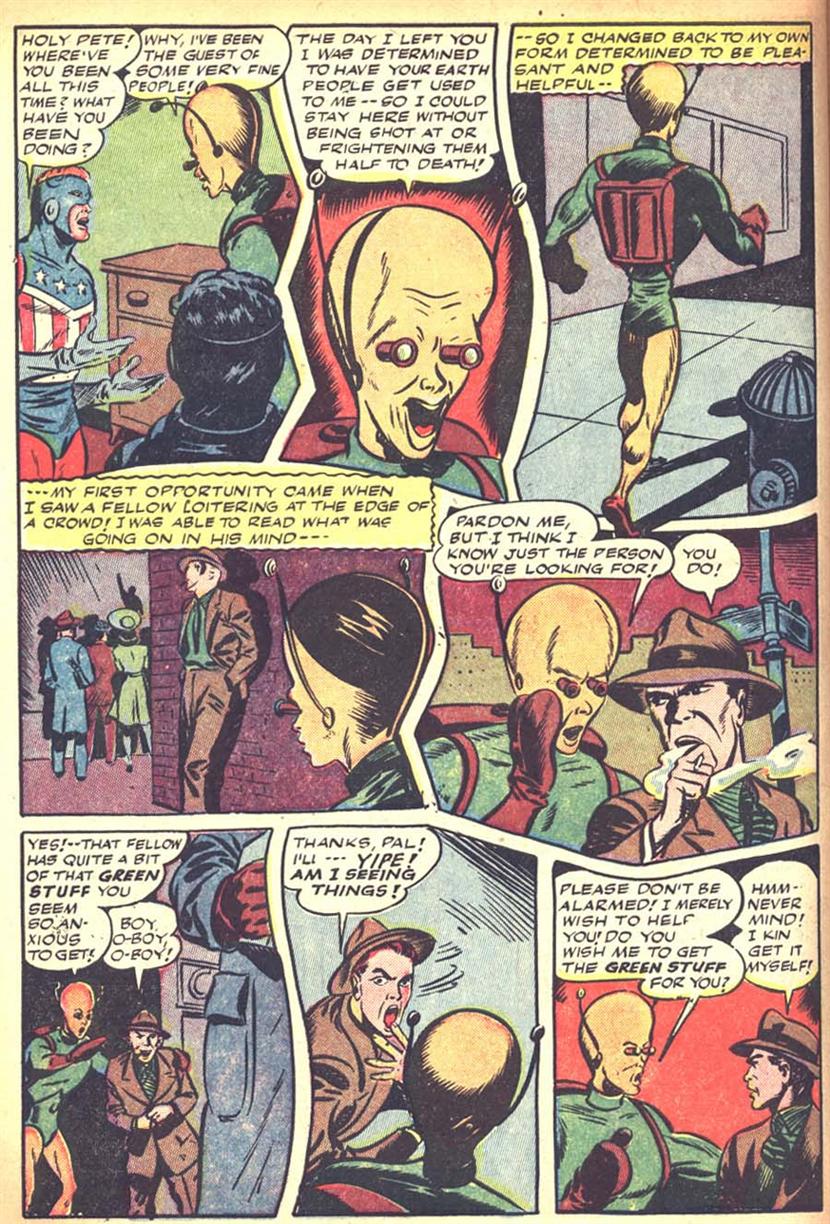 HOLY PETE!
WHERE'VE
YOU BEEN
ALL THIS
TIME? WHAT
HAVE YOU
BEEN
DOING?
WHY, I'VE BEEN
THE GUEST OF
SOME VERY FINE
PEOPLE!
THE DAY I LEFT YOU
I WAS DETERMINED
TO HAVE YOUR EARTH
PEOPLE GET USED
TO ME -- SO I COULD
STAY HERE WITHOUT
BEING SHOT AT OR
FRIGHTENING THEM
HALF TO DEATH!
--SO I CHANGED BACK TO MY OWN
FORM DETERMINED TO BE PLEA-
SANT AND
HELPFUL--
---MY FIRST OPPORTUNITY CAME WHEN
I SAW A FELLOW LOITERING AT THE EDGE OF
A CROWD! I WAS ABLE TO READ WHAT WAS
GOING ON IN HIS MIND---
PARDON ME,
BUT I THINK I
KNOW JUST THE PERSON
YOU'RE LOOKING FOR!
YOU
DO!
YES!--THAT FELLOW
HAS QUITE A BIT
OF THAT GREEN
STUFF YOU
SEEM
SO AN-
XIOUS
TO GET!
BOY,
O-BOY,
O-BOY!
THANKS, PAL!
I'LL --- YIPE!
AM I SEEING
THINGS!
PLEASE DON'T BE
ALARMED! I MERELY
WISH TO HELP
YOU! DO YOU
WISH ME TO GET
THE GREEN STUFF
FOR YOU?
HMM--
NEVER
MIND!
I KIN
GET IT
MYSELF!